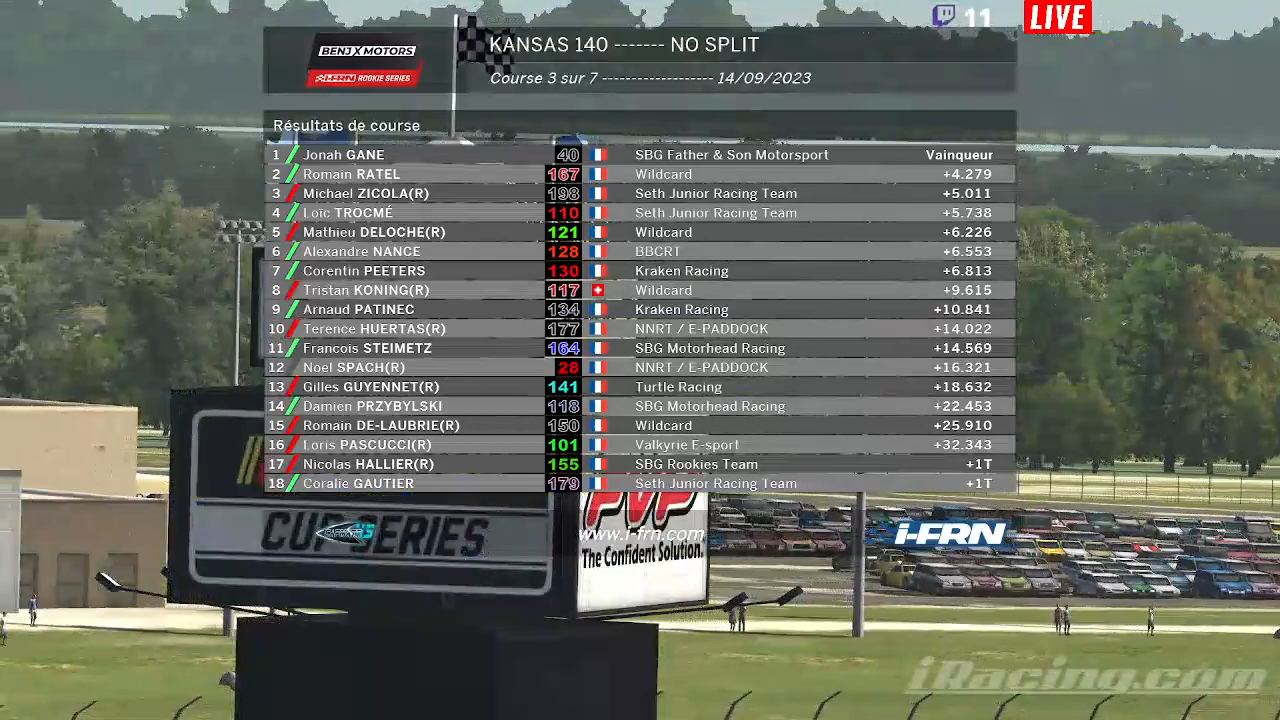 11
LIVE
BENJ X MOTORS
i-FRN ROOKIE SERIES
KANSAS 140 ------- NO SPLIT
Course 3 sur 7 ------------------- 14/09/2023
Résultats de course
1 Jonah GANE 40 SBG Father & Son Motorsport Vainqueur
2 Romain RATEL 167 Wildcard +4.279
3 Michael ZICOLA(R) 198 Seth Junior Racing Team +5.011
4 Loïc TROCMÉ 110 Seth Junior Racing Team +5.738
5 Mathieu DELOCHE(R) 121 Wildcard +6.226
6 Alexandre NANCE 128 BBCRT +6.553
7 Corentin PEETERS 130 Kraken Racing +6.813
8 Tristan KONING(R) 117 Wildcard +9.615
9 Arnaud PATINEC 134 Kraken Racing +10.841
10 Terence HUERTAS(R) 177 NNRT / E-PADDOCK +14.022
11 Francois STEIMETZ 164 SBG Motorhead Racing +14.569
12 Noel SPACH(R) 28 NNRT / E-PADDOCK +16.321
13 Gilles GUYENNET(R) 141 Turtle Racing +18.632
14 Damien PRZYBYLSKI 118 SBG Motorhead Racing +22.453
15 Romain DE-LAUBRIE(R) 150 Wildcard +25.910
16 Loris PASCUCCI(R) 101 Valkyrie E-sport +32.343
17 Nicolas HALLIER(R) 155 SBG Rookies Team +1T
18 Coralie GAUTIER 179 Seth Junior Racing Team +1T
CUP SERIES
PVP
www.i-frn.com
The Confident Solution.
i-FRN
iRacing.com